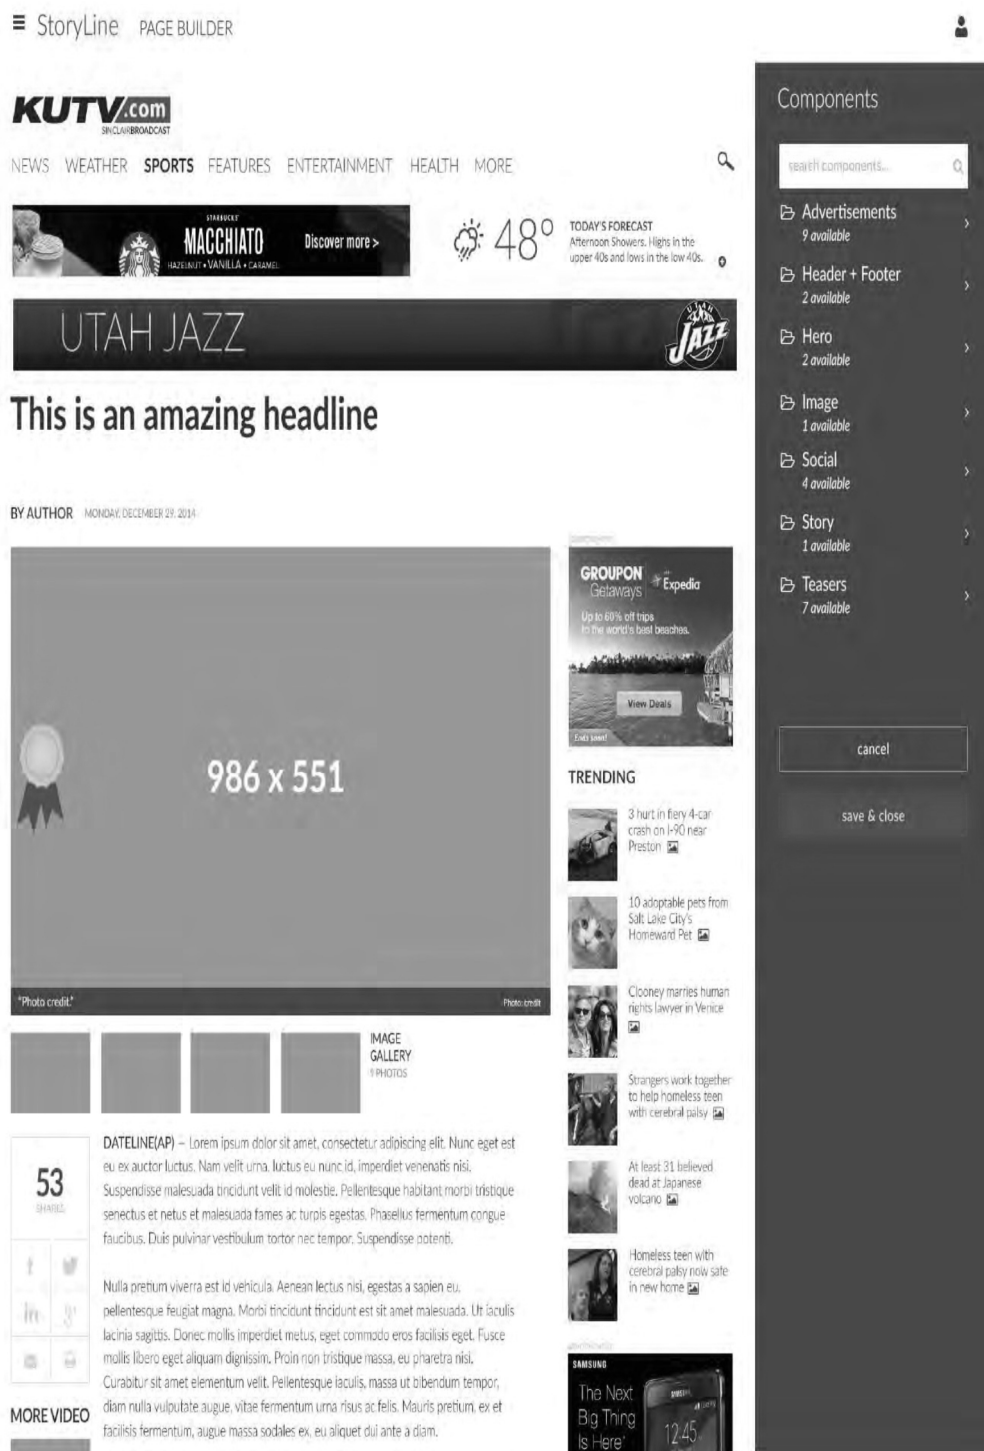 StoryLine PAGE BUILDER
KUTV.com
SINCLAIRBROADCAST
NEWS WEATHER SPORTS FEATURES ENTERTAINMENT HEALTH MORE
STARBUCKS
MACCHIATO
HAZELNUT • VANILLA • CARAMEL
Discover more >
48°
TODAY'S FORECAST
Afternoon Showers. Highs in the
upper 40s and lows in the low 40s.
UTAH JAZZ
UTAH
JAZZ
This is an amazing headline
BY AUTHOR MONDAY, DECEMBER 29, 2014
986 x 551
"Photo credit."
Photo: credit
IMAGE
GALLERY
1 PHOTOS
53
SHARES
f
in
g+
DATELINE(AP) — Lorem ipsum dolor sit amet, consectetur adipiscing elit. Nunc eget est
eu ex auctor luctus. Nam velit urna, luctus eu nunc id, imperdiet venenatis nisi.
Suspendisse malesuada tincidunt velit id molestie. Pellentesque habitant morbi tristique
senectus et netus et malesuada fames ac turpis egestas. Phasellus fermentum congue
faucibus. Duis pulvinar vestibulum tortor nec tempor. Suspendisse potenti.
Nulla pretium viverra est id vehicula. Aenean lectus nisi, egestas a sapien eu,
pellentesque feugiat magna. Morbi tincidunt tincidunt est sit amet malesuada. Ut iaculis
lacinia sagittis. Donec mollis imperdiet metus, eget commodo eros facilisis eget. Fusce
mollis libero eget aliquam dignissim. Proin non tristique massa, eu pharetra nisi.
Curabitur sit amet elementum velit. Pellentesque iaculis, massa ut bibendum tempor,
diam nulla vulputate augue, vitae fermentum urna risus ac felis. Mauris pretium, ex et
facilisis fermentum, augue massa sodales ex, eu aliquet dui ante a diam.
MORE VIDEO
GROUPON
Getaways
Expedia
Up to 60% off trips
to the world's best beaches.
View Deals
Ends soon!
TRENDING
3 hurt in fiery 4-car
crash on I-90 near
Preston
10 adoptable pets from
Salt Lake City's
Homeward Pet
Clooney marries human
rights lawyer in Venice
Strangers work together
to help homeless teen
with cerebral palsy
At least 31 believed
dead at Japanese
volcano
Homeless teen with
cerebral palsy now safe
in new home
SAMSUNG
The Next
Big Thing
Is Here
SAMSUNG
12:45
Components
search components...
Advertisements
9 available
Header + Footer
2 available
Hero
2 available
Image
1 available
Social
4 available
Story
1 available
Teasers
7 available
cancel
save & close